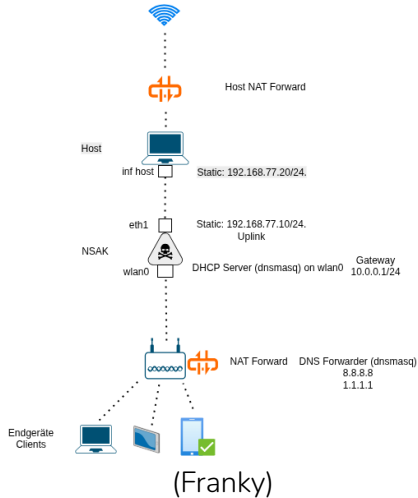 Host NAT Forward
Host
inf host
Static: 192.168.77.20/24.
eth1
Static: 192.168.77.10/24.
Uplink
NSAK
wlan0
DHCP Server (dnsmasq) on wlan0
Gateway
10.0.0.1/24
NAT Forward
DNS Forwarder (dnsmasq)
8.8.8.8
1.1.1.1
Endgeräte
Clients
(Franky)